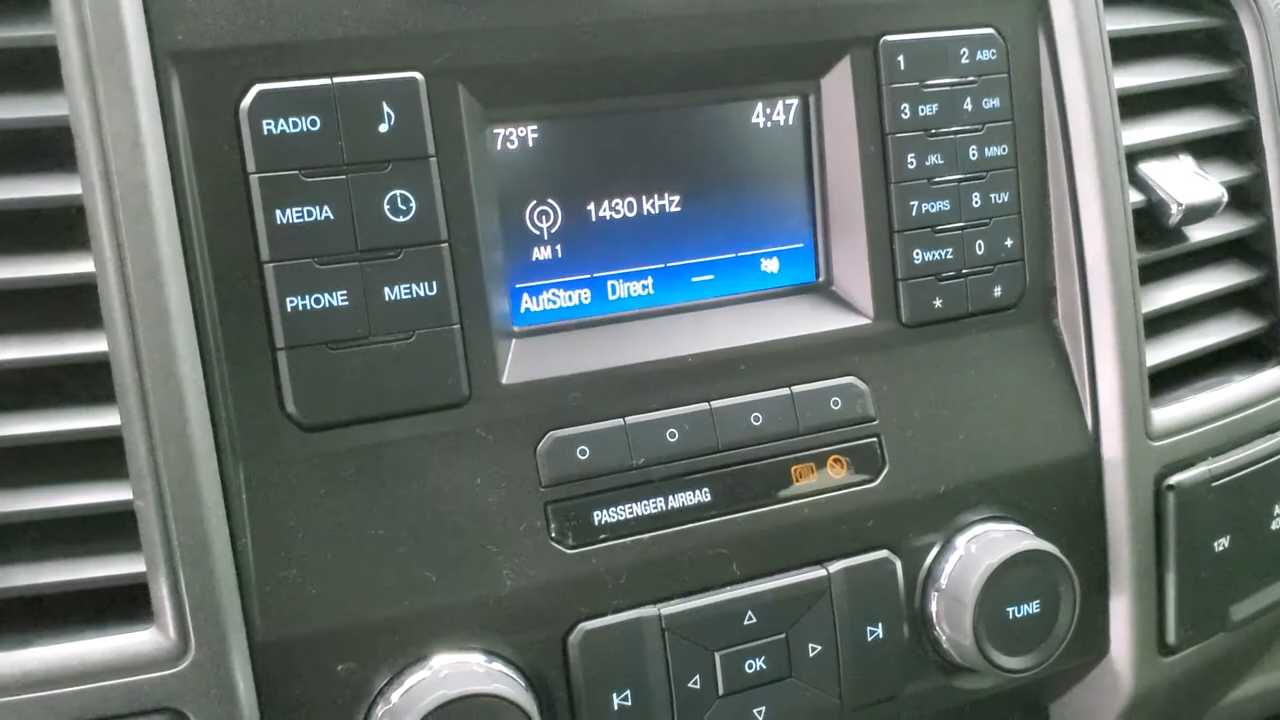 RADIO
MEDIA
PHONE MENU
73°F 4:47
1430 kHz
AM 1
AutStore Direct —
1 2 ABC
3 DEF 4 GHI
5 JKL 6 MNO
7 PQRS 8 TUV
9 WXYZ 0 +
* #
PASSENGER AIRBAG
OK
TUNE
12V